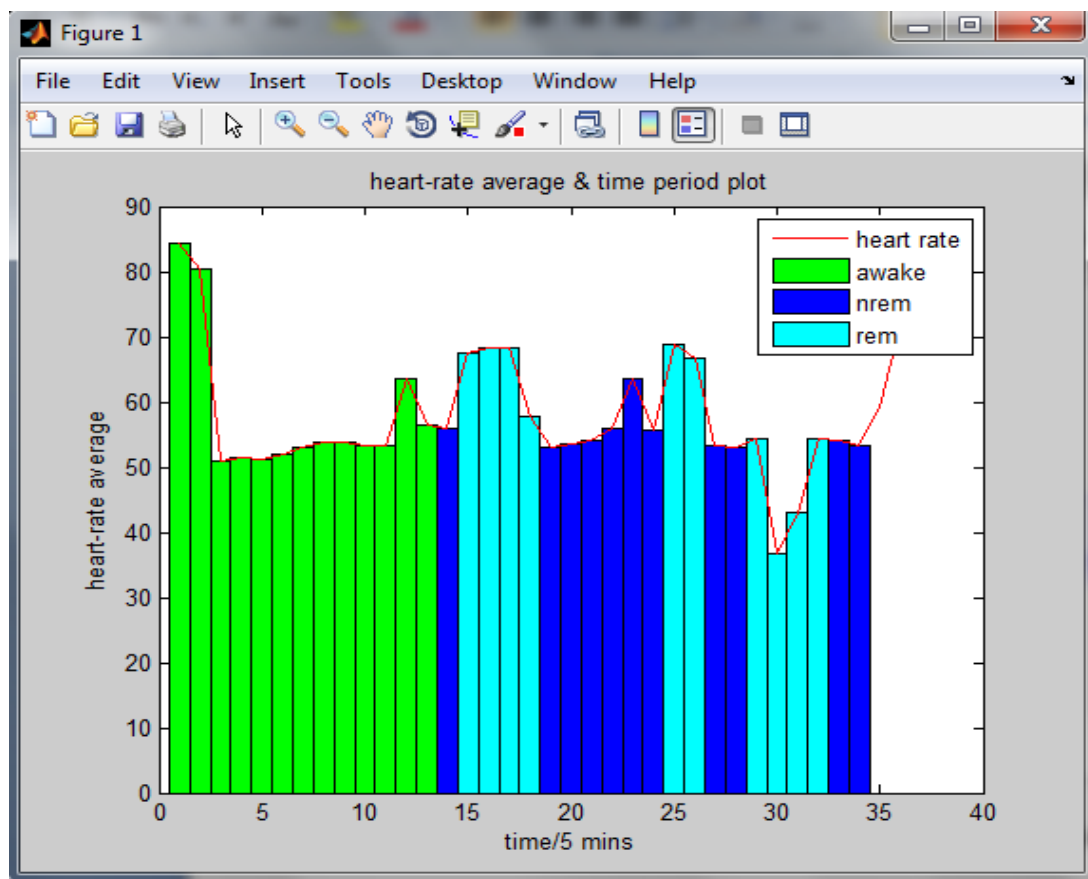 Figure 1
File Edit View Insert Tools Desktop Window Help
heart-rate average & time period plot
heart rate
awake
nrem
rem
90
80
70
60
50
40
30
20
10
0
heart-rate average
0 5 10 15 20 25 30 35 40
time/5 mins